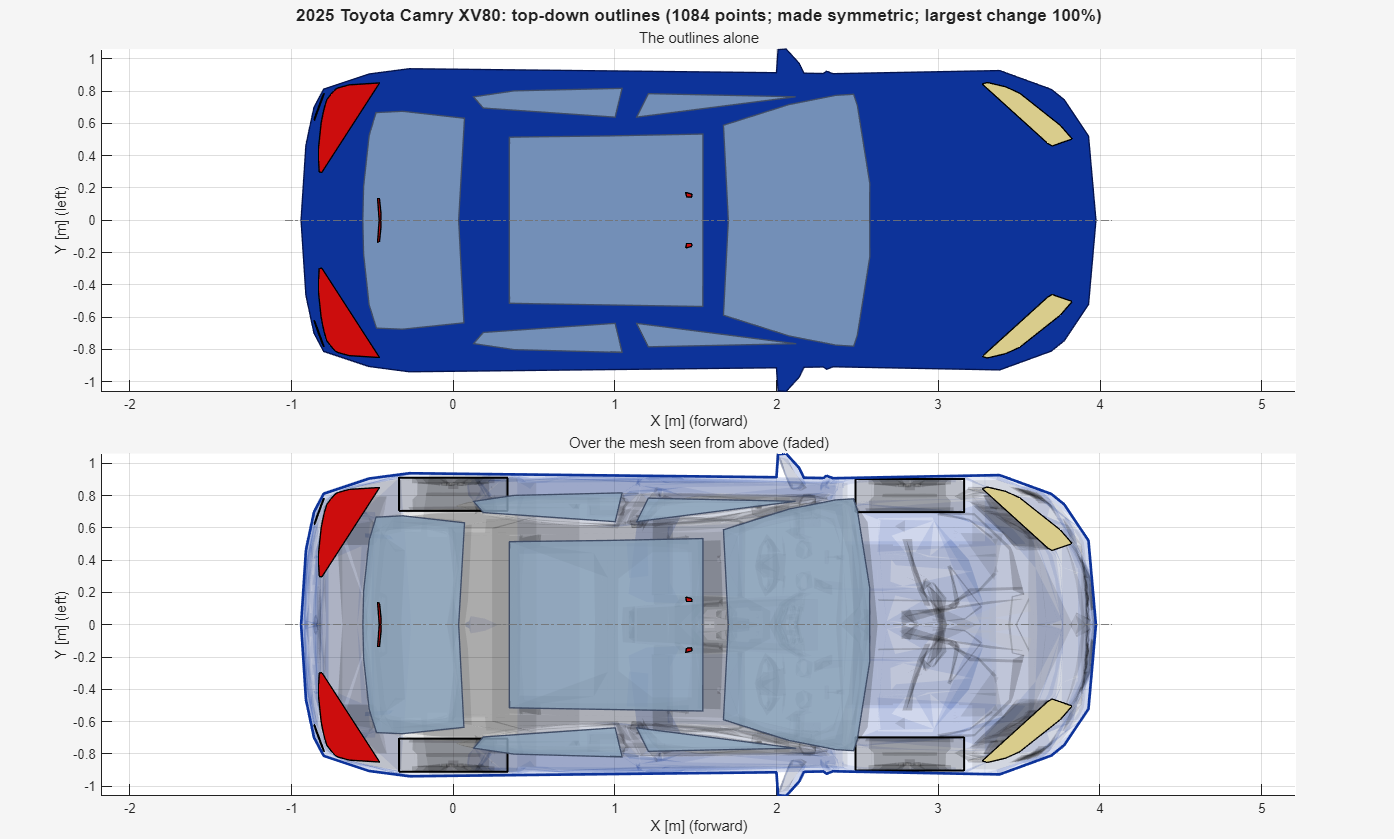 2025 Toyota Camry XV80: top-down outlines (1084 points; made symmetric; largest change 100%)
The outlines alone
1
0.8
0.6
0.4
0.2
0
-0.2
-0.4
-0.6
-0.8
-1
Y [m] (left)
-2 -1 0 1 2 3 4 5
X [m] (forward)
Over the mesh seen from above (faded)
1
0.8
0.6
0.4
0.2
0
-0.2
-0.4
-0.6
-0.8
-1
Y [m] (left)
-2 -1 0 1 2 3 4 5
X [m] (forward)